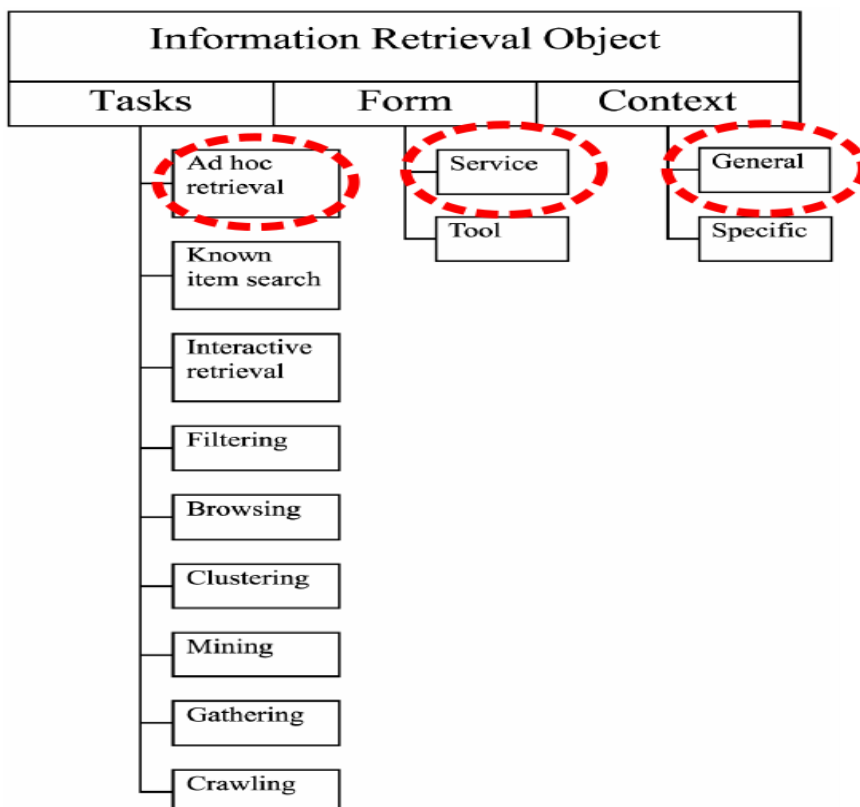 Information Retrieval Object
Tasks
Form
Context
Ad hoc
retrieval
Known
item search
Interactive
retrieval
Filtering
Browsing
Clustering
Mining
Gathering
Crawling
Service
Tool
General
Specific